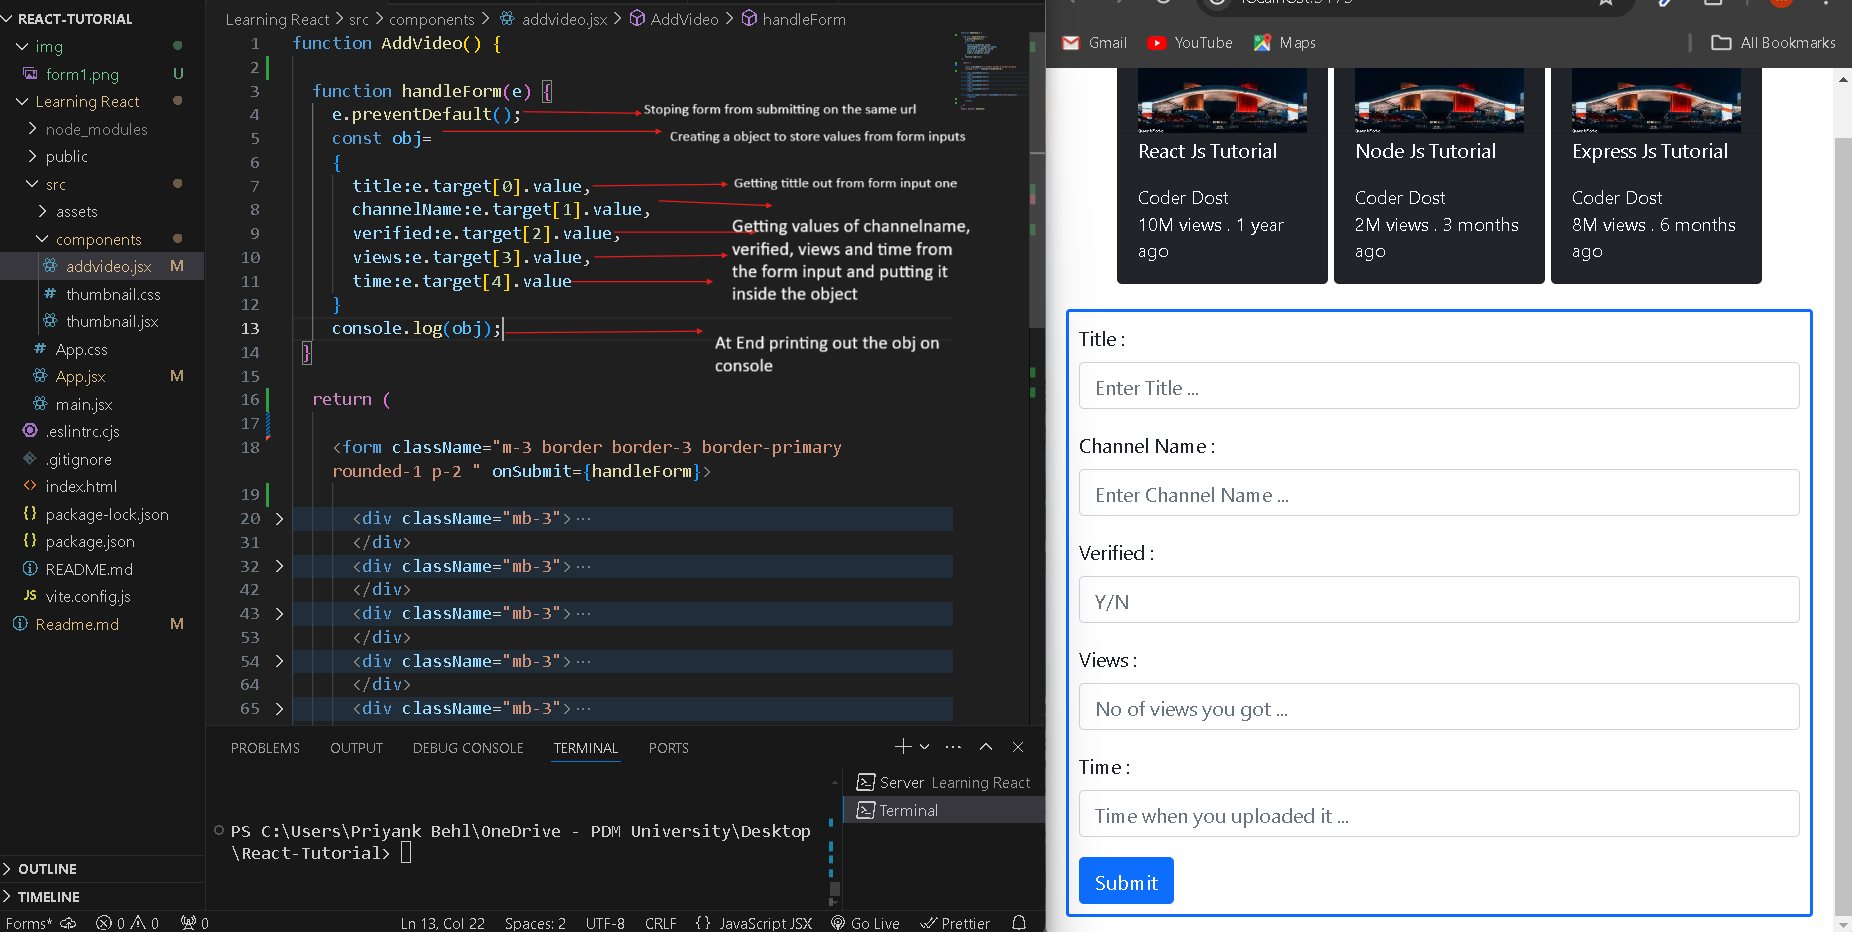 REACT-TUTORIAL
img
form1.png U
Learning React
node_modules
public
src
assets
components
addvideo.jsx M
thumbnail.css
thumbnail.jsx
App.css
App.jsx M
main.jsx
.eslintrc.cjs
.gitignore
index.html
package-lock.json
package.json
README.md
vite.config.js
Readme.md M
OUTLINE
TIMELINE
Learning React > src > components > addvideo.jsx > AddVideo > handleForm
1 function AddVideo() {
2
3 function handleForm(e) {
4 e.preventDefault(); Stoping form from submitting on the same url
5 const obj= Creating a object to store values from form inputs
6 {
7 title:e.target[0].value, Getting tittle out from form input one
8 channelName:e.target[1].value,
9 verified:e.target[2].value,
10 views:e.target[3].value,
11 time:e.target[4].value
Getting values of channelname,
verified, views and time from
the form input and putting it
inside the object
12 }
13 console.log(obj);
At End printing out the obj on
console
14 }
15
16 return (
17
18 <form className="m-3 border border-3 border-primary
rounded-1 p-2 " onSubmit={handleForm}>
19
20 <div className="mb-3">···
31 </div>
32 <div className="mb-3">···
42 </div>
43 <div className="mb-3">···
53 </div>
54 <div className="mb-3">···
64 </div>
65 <div className="mb-3">···
PROBLEMS OUTPUT DEBUG CONSOLE TERMINAL PORTS
Server Learning React
Terminal
PS C:\Users\Priyank Behl\OneDrive - PDM University\Desktop
\React-Tutorial>
Forms* 0 0 0 Ln 13, Col 22 Spaces: 2 UTF-8 CRLF {} JavaScript JSX Go Live Prettier
Gmail YouTube Maps All Bookmarks
React Js Tutorial
Coder Dost
10M views . 1 year
ago
Node Js Tutorial
Coder Dost
2M views . 3 months
ago
Express Js Tutorial
Coder Dost
8M views . 6 months
ago
Title :
Enter Title ...
Channel Name :
Enter Channel Name ...
Verified :
Y/N
Views :
No of views you got ...
Time :
Time when you uploaded it ...
Submit